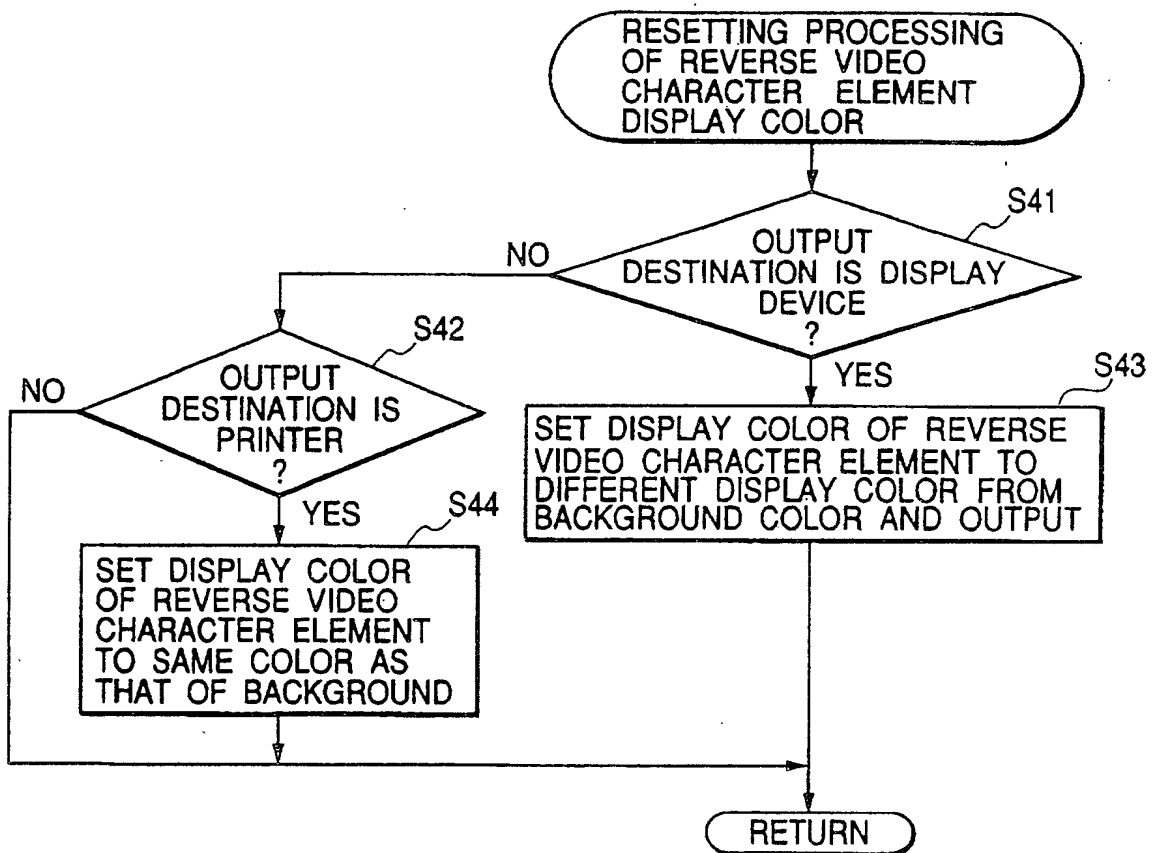 RESETTING PROCESSING
OF REVERSE VIDEO
CHARACTER ELEMENT
DISPLAY COLOR
S41
OUTPUT
DESTINATION IS DISPLAY
DEVICE
?
NO
YES
S42
OUTPUT
DESTINATION IS
PRINTER
?
NO
YES
S43
SET DISPLAY COLOR OF REVERSE
VIDEO CHARACTER ELEMENT TO
DIFFERENT DISPLAY COLOR FROM
BACKGROUND COLOR AND OUTPUT
S44
SET DISPLAY COLOR
OF REVERSE VIDEO
CHARACTER ELEMENT
TO SAME COLOR AS
THAT OF BACKGROUND
RETURN